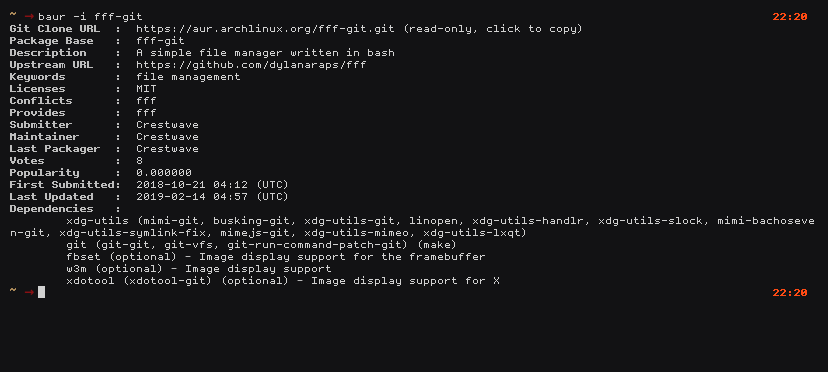 ~ → baur -i fff-git 22:20
Git Clone URL : https://aur.archlinux.org/fff-git.git (read-only, click to copy)
Package Base : fff-git
Description : A simple file manager written in bash
Upstream URL : https://github.com/dylanaraps/fff
Keywords : file management
Licenses : MIT
Conflicts : fff
Provides : fff
Submitter : Crestwave
Maintainer : Crestwave
Last Packager : Crestwave
Votes : 8
Popularity : 0.000000
First Submitted: 2018-10-21 04:12 (UTC)
Last Updated : 2019-02-14 04:57 (UTC)
Dependencies :
xdg-utils (mimi-git, busking-git, xdg-utils-git, linopen, xdg-utils-handlr, xdg-utils-slock, mimi-bachoseve
n-git, xdg-utils-symlink-fix, mimejs-git, xdg-utils-mimeo, xdg-utils-lxqt)
git (git-git, git-vfs, git-run-command-patch-git) (make)
fbset (optional) - Image display support for the framebuffer
w3m (optional) - Image display support
xdotool (xdotool-git) (optional) - Image display support for X
~ → 22:20